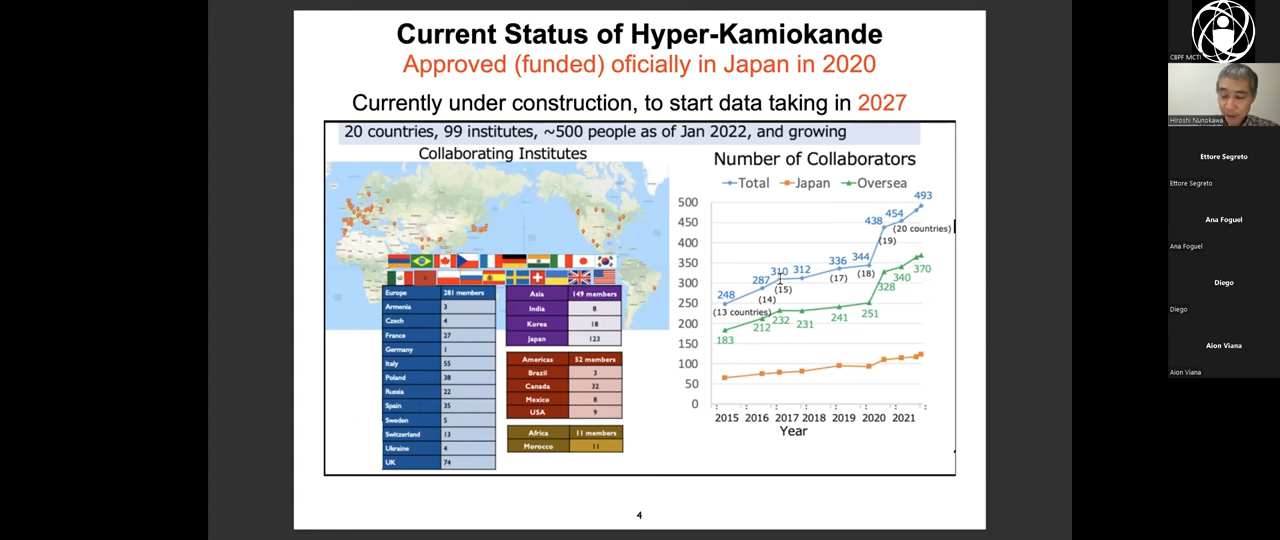 Current Status of Hyper-Kamiokande
Approved (funded) oficially in Japan in 2020
Currently under construction, to start data taking in 2027
20 countries, 99 institutes, ~500 people as of Jan 2022, and growing
Collaborating Institutes
Europe 281 members
Armenia 3
Czech 4
France 27
Germany 1
Italy 55
Poland 38
Russia 22
Spain 35
Sweden 5
Switzerland 13
Ukraine 4
UK 74
Asia 149 members
India 8
Korea 18
Japan 123
Americas 52 members
Brazil 3
Canada 32
Mexico 8
USA 9
Africa 11 members
Morocco 11
Number of Collaborators
Total Japan Oversea
500
450
400
350
300
250
200
150
100
50
0
248
287
310
312
336
344
438
454
493
(13 countries)
(14)
(15)
(17)
(18)
(19)
(20 countries)
183
212
232
231
241
251
328
340
370
2015 2016 2017 2018 2019 2020 2021
Year
4
CBPF MCTI
Hiroshi Nunokawa
Ettore Segreto
Ettore Segreto
Ana Foguel
Ana Foguel
Diego
Diego
Aion Viana
Aion Viana